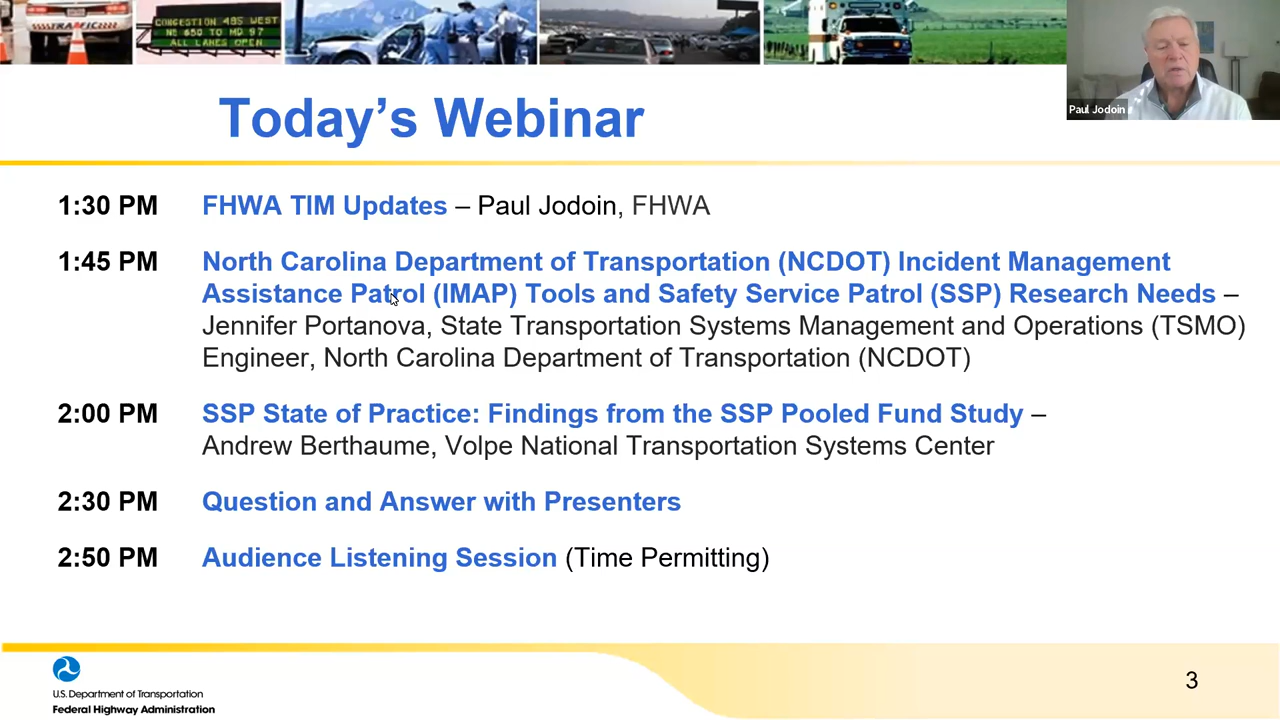 TRAFFIC
CONGESTION 495 WEST
MD 650 TO MD 97
ALL LANES OPEN
Paul Jodoin
Today's Webinar
1:30 PM FHWA TIM Updates – Paul Jodoin, FHWA
1:45 PM North Carolina Department of Transportation (NCDOT) Incident Management
Assistance Patrol (IMAP) Tools and Safety Service Patrol (SSP) Research Needs –
Jennifer Portanova, State Transportation Systems Management and Operations (TSMO)
Engineer, North Carolina Department of Transportation (NCDOT)
2:00 PM SSP State of Practice: Findings from the SSP Pooled Fund Study –
Andrew Berthaume, Volpe National Transportation Systems Center
2:30 PM Question and Answer with Presenters
2:50 PM Audience Listening Session (Time Permitting)
U.S. Department of Transportation
Federal Highway Administration
3